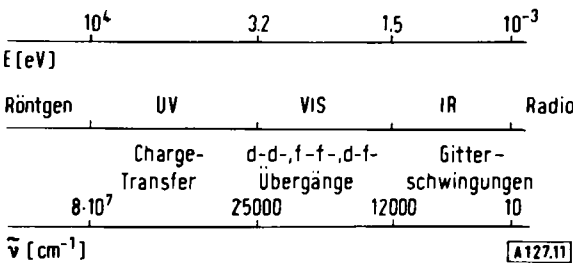 10⁴ 3.2 1.5 10⁻³
E [eV]
Röntgen UV VIS IR Radio
Charge- d-d-,f-f-,d-f- Gitter-
Transfer Übergänge schwingungen
8·10⁷ 25000 12000 10
ṽ [cm⁻¹]
A127.11